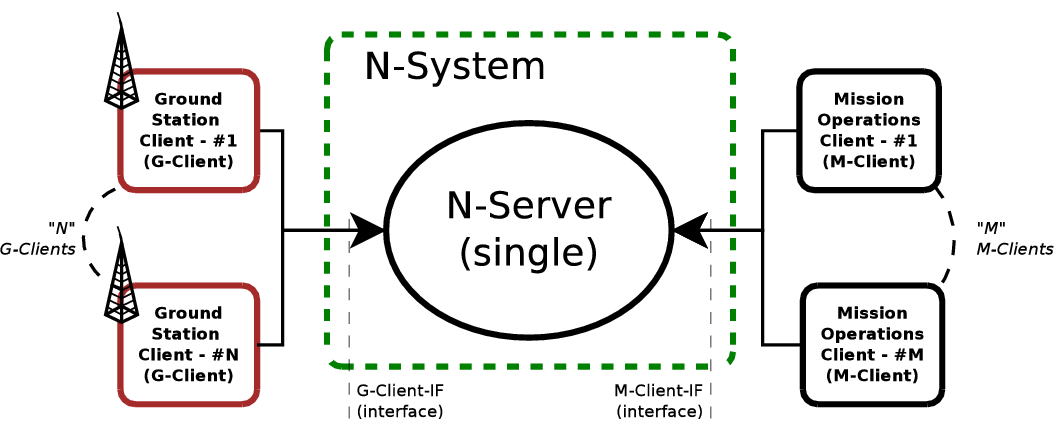 N-System
Ground
Station
Client - #1
(G-Client)
"N"
G-Clients
Ground
Station
Client - #N
(G-Client)
N-Server
(single)
G-Client-IF
(interface)
M-Client-IF
(interface)
Mission
Operations
Client - #1
(M-Client)
"M"
M-Clients
Mission
Operations
Client - #M
(M-Client)